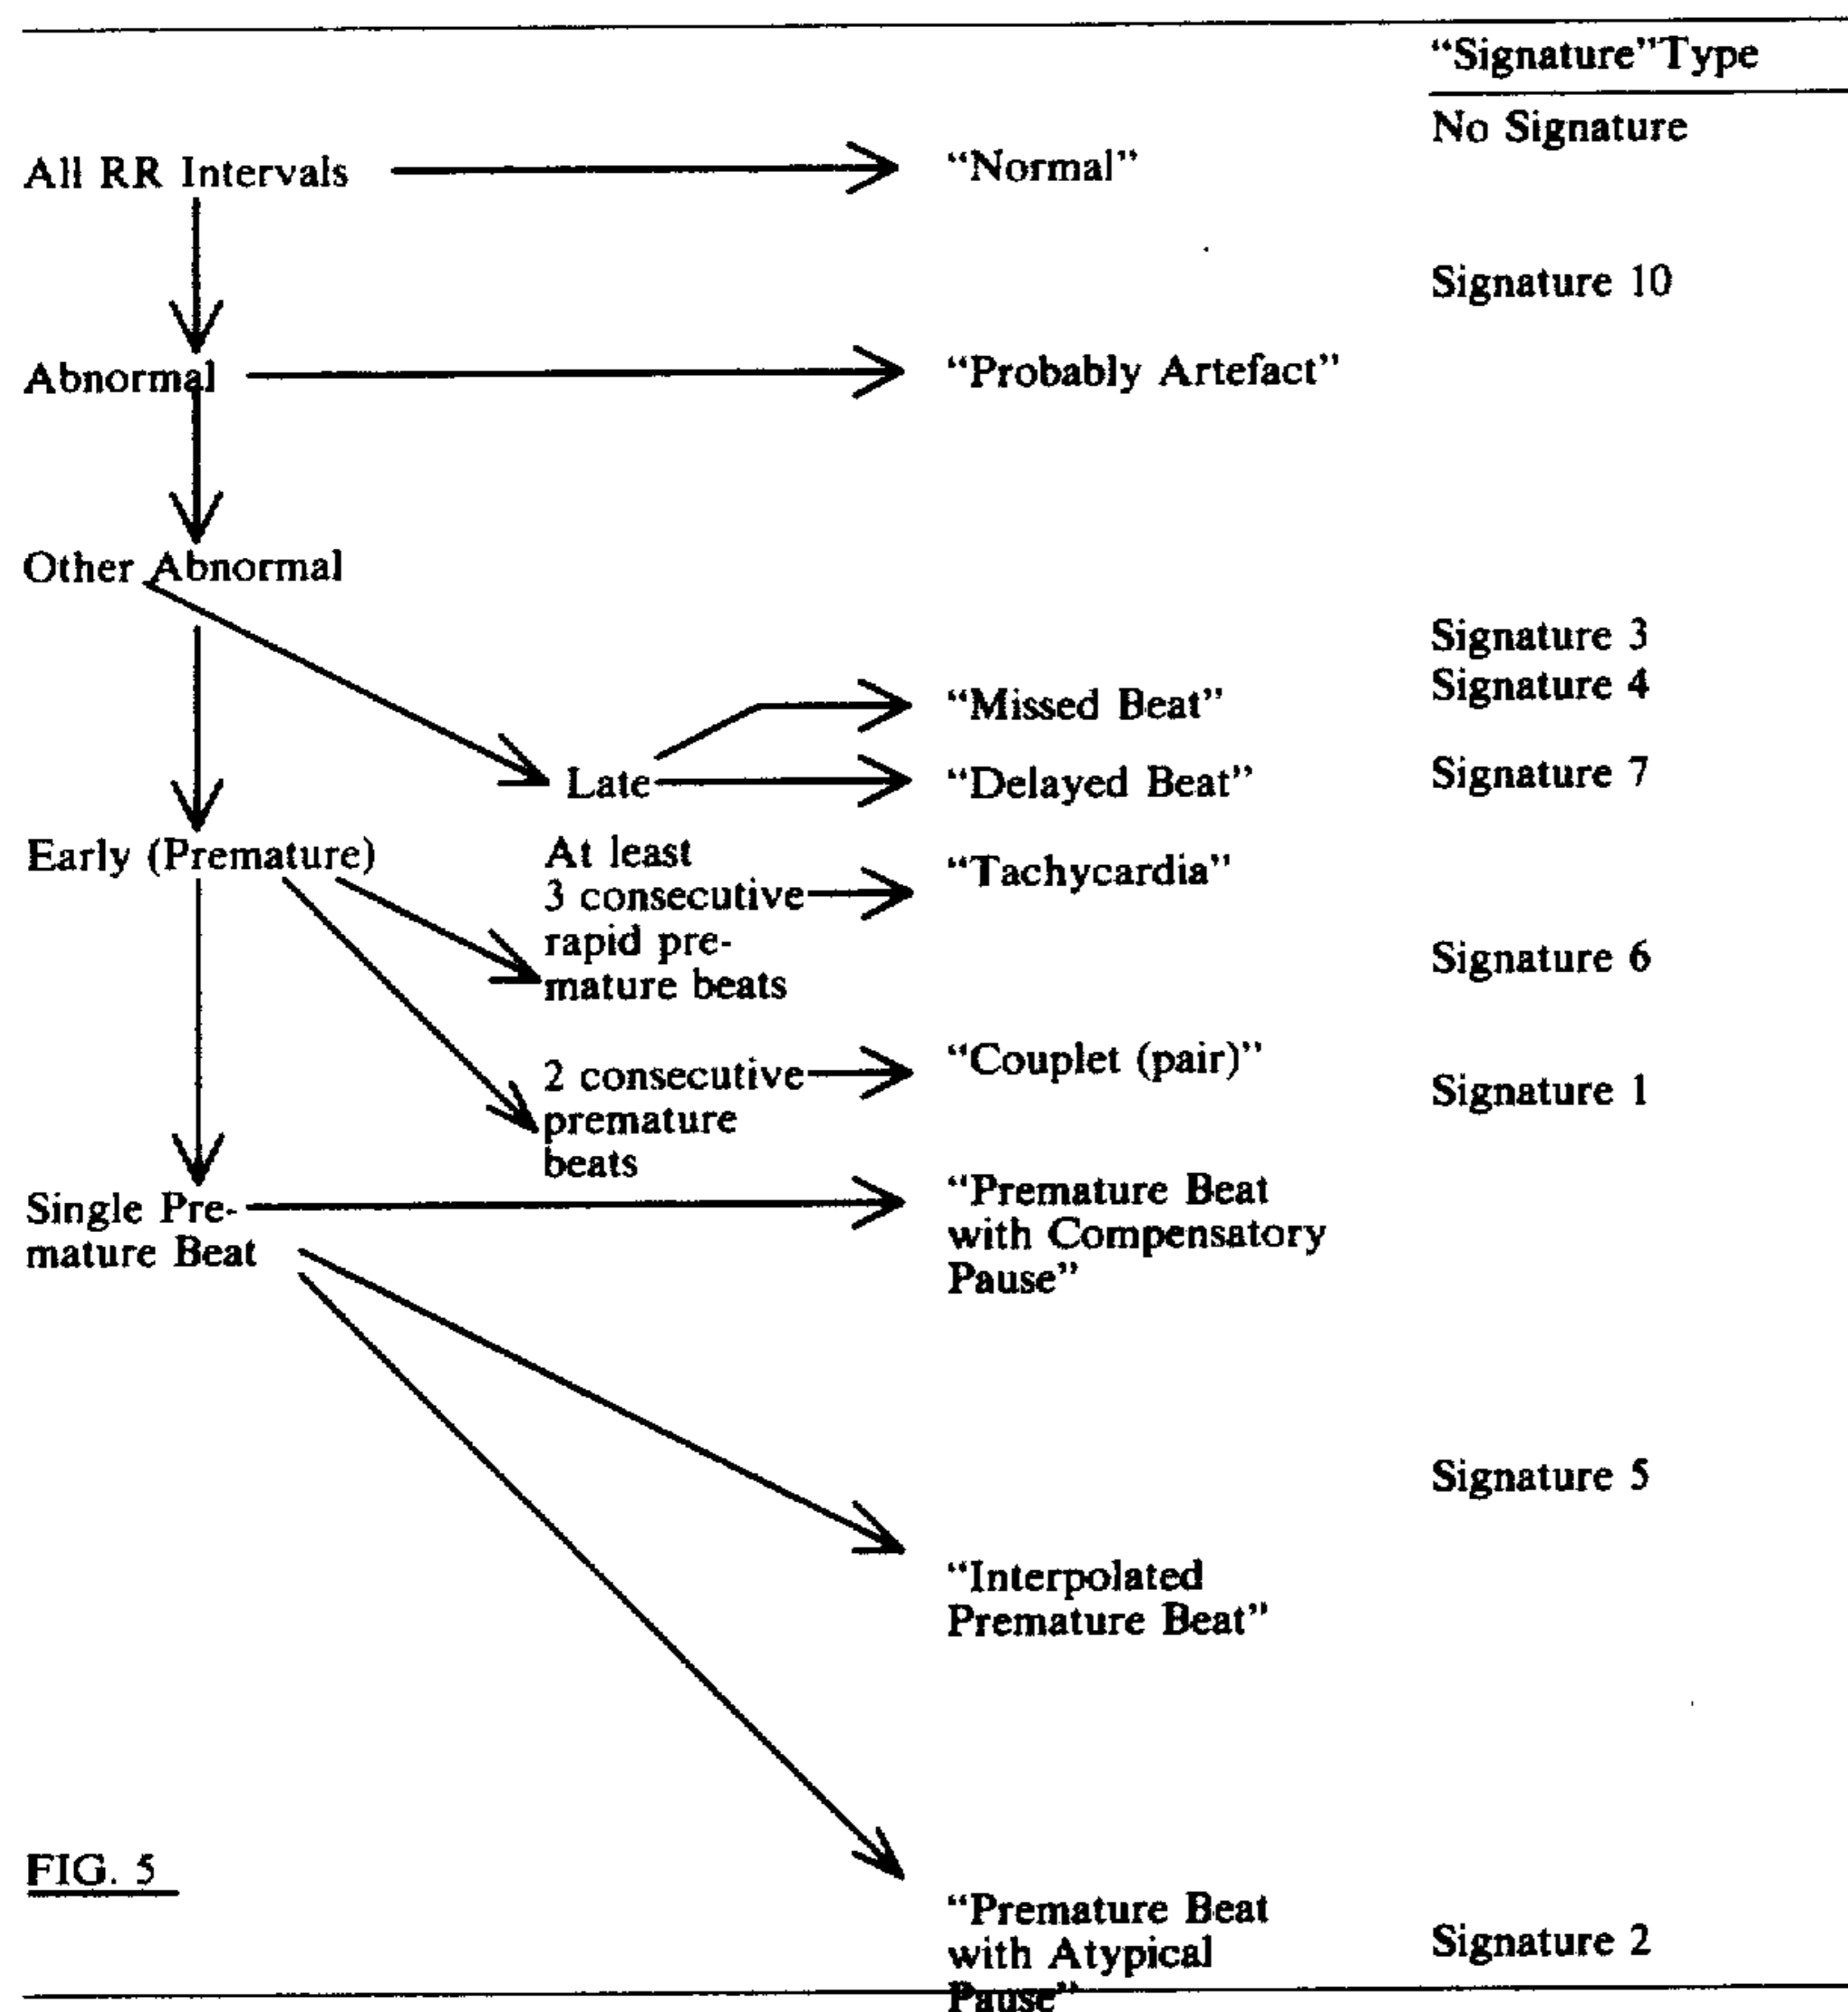 “Signature”Type
No Signature
All RR Intervals
“Normal”
Signature 10
Abnormal
“Probably Artefact”
Other Abnormal
Signature 3
Signature 4
“Missed Beat”
Late
“Delayed Beat”
Signature 7
Early (Premature)
At least
3 consecutive
rapid pre-
mature beats
“Tachycardia”
Signature 6
2 consecutive
premature
beats
“Couplet (pair)”
Signature 1
Single Pre-
mature Beat
“Premature Beat
with Compensatory
Pause”
Signature 5
“Interpolated
Premature Beat”
FIG. 5
“Premature Beat
with Atypical
Pause”
Signature 2